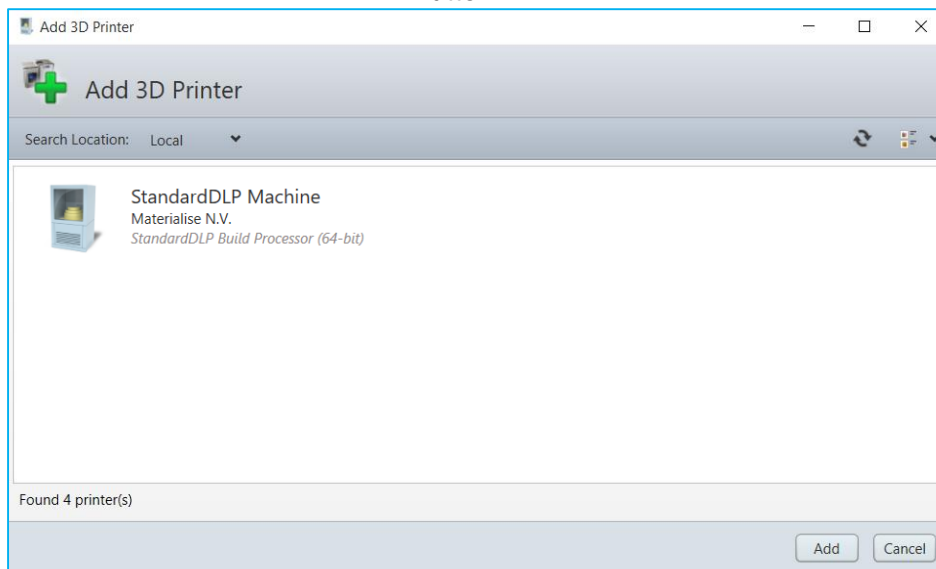 Add 3D Printer
Add 3D Printer
Search Location: Local
StandardDLP Machine
Materialise N.V.
StandardDLP Build Processor (64-bit)
Found 4 printer(s)
Add Cancel